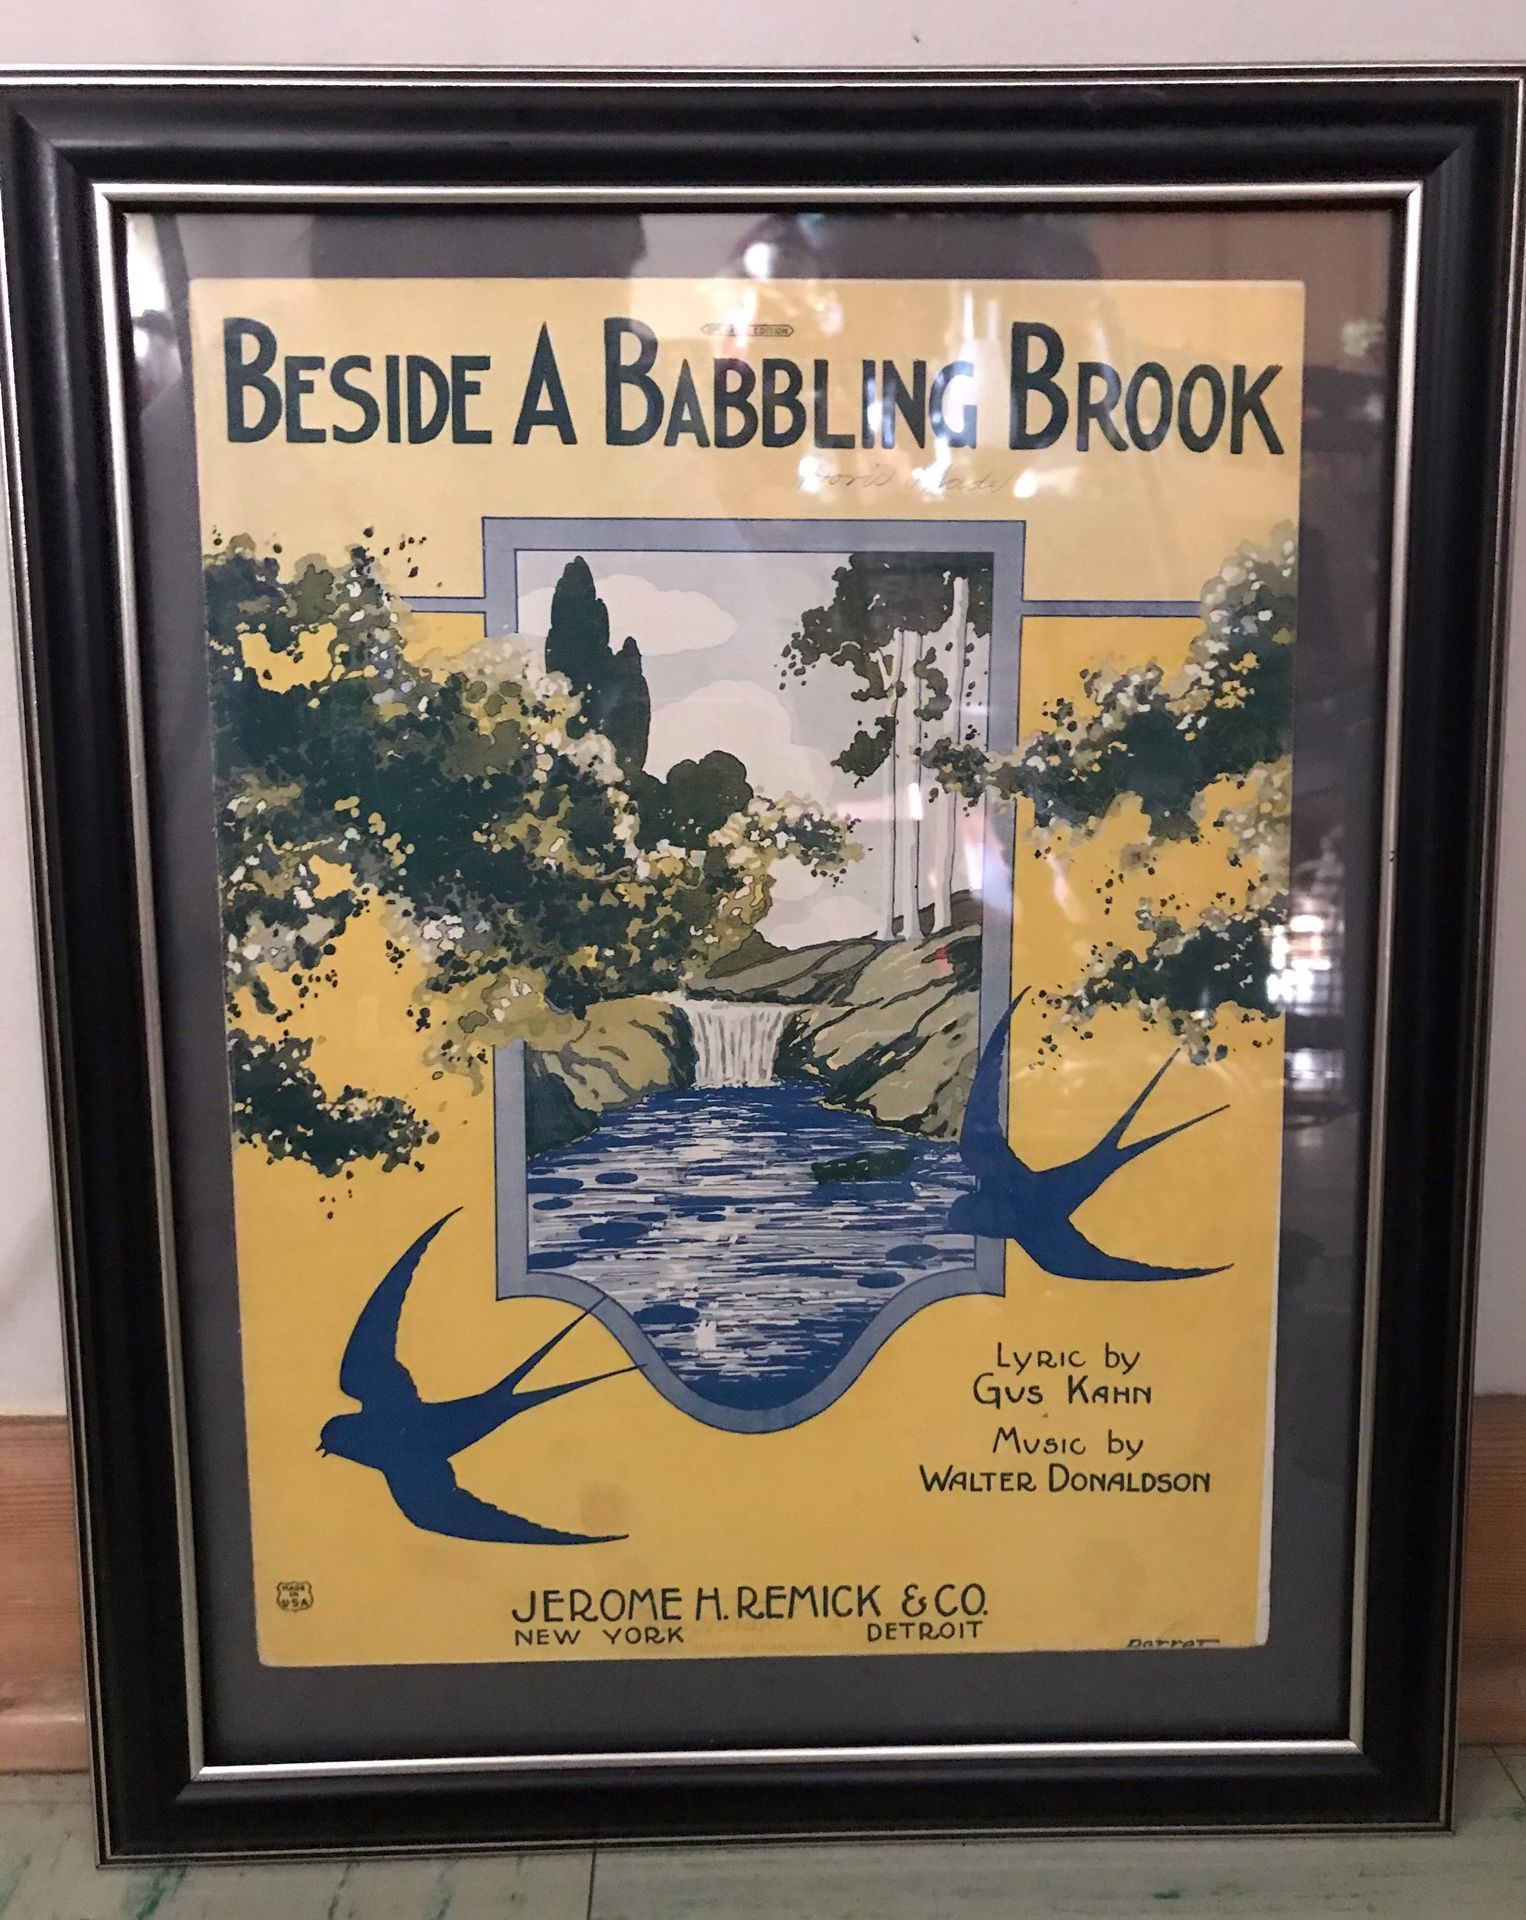 EDITION
BESIDE A BABBLING BROOK
LYRIC by
GUS KAHN
MUSIC by
WALTER DONALDSON
MADE
IN
USA
JEROME H. REMICK & CO.
NEW YORK DETROIT